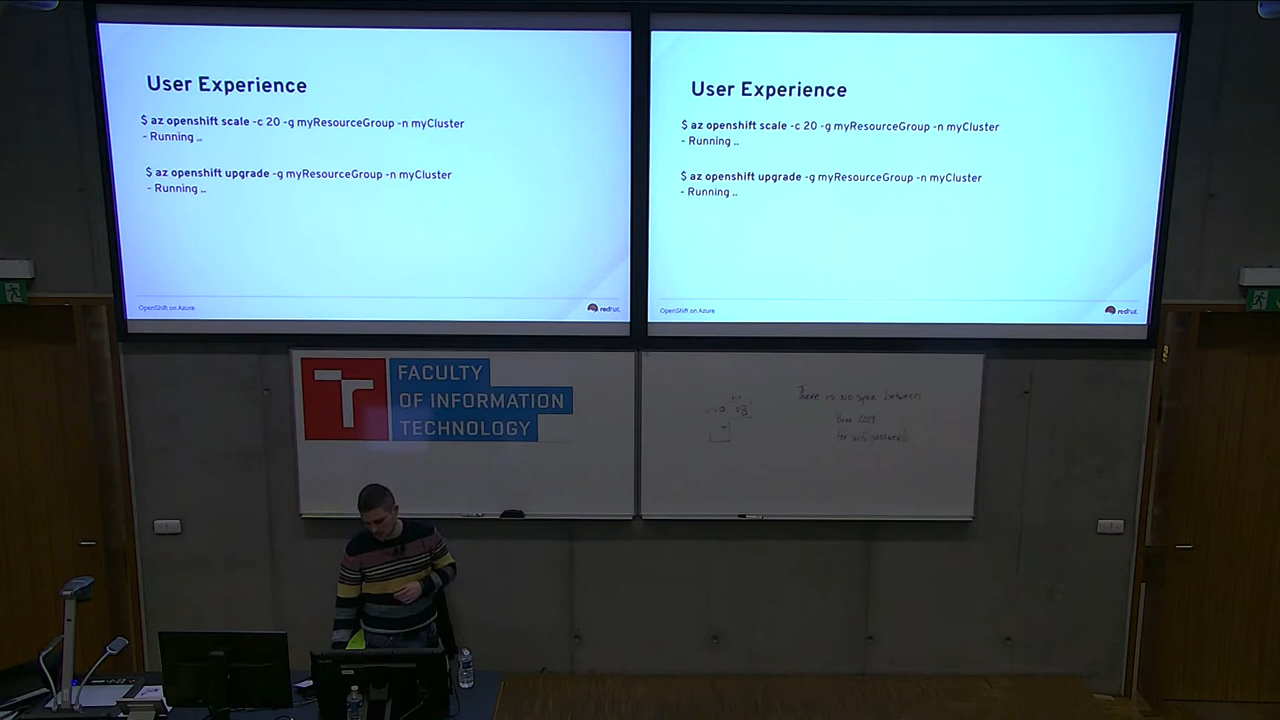 User Experience
$ az openshift scale -c 20 -g myResourceGroup -n myCluster
- Running ..
$ az openshift upgrade -g myResourceGroup -n myCluster
- Running ..
OpenShift on Azure
redhat.
User Experience
$ az openshift scale -c 20 -g myResourceGroup -n myCluster
- Running ..
$ az openshift upgrade -g myResourceGroup -n myCluster
- Running ..
OpenShift on Azure
redhat.
T
FACULTY
OF INFORMATION
TECHNOLOGY
There is no space between